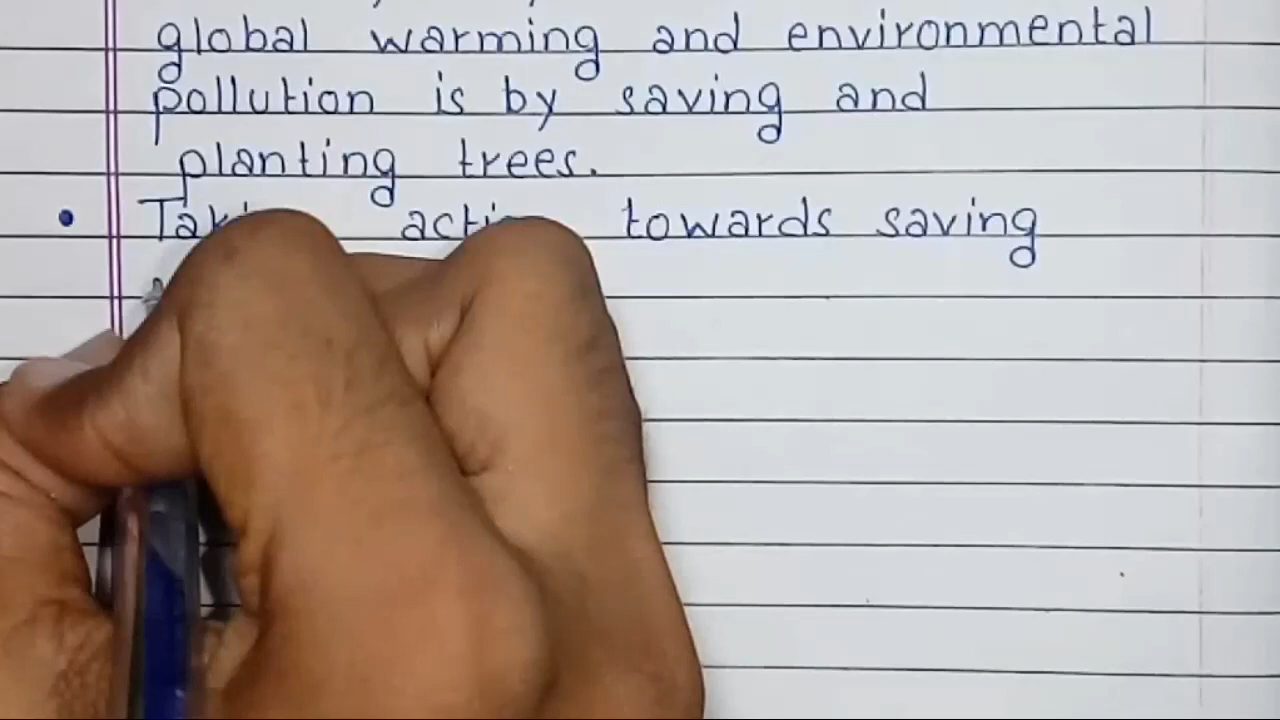 global warming and environmental
pollution is by saving and
planting trees.
• towards saving